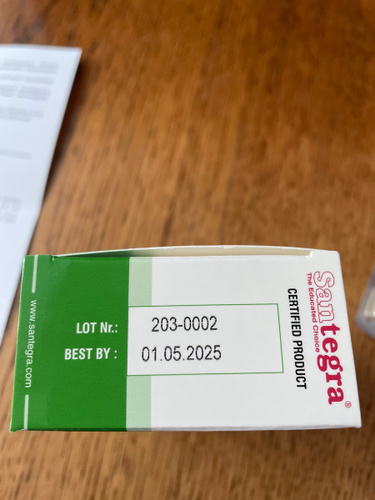 www.santegra.com
LOT Nr.: 203-0002
BEST BY : 01.05.2025
CERTIFIED PRODUCT
The Educated Choice
Santegra®